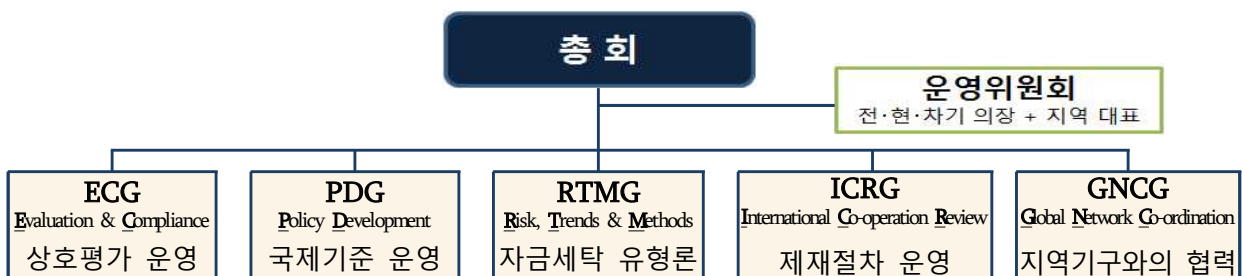 총 회
운영위원회
전·현·차기 의장 + 지역 대표
ECG
Evaluation & Compliance
상호평가 운영
PDG
Policy Development
국제기준 운영
RTMG
Risk, Trends & Methods
자금세탁 유형론
ICRG
International Co-operation Review
제재절차 운영
GNCG
Global Network Co-ordination
지역기구와의 협력